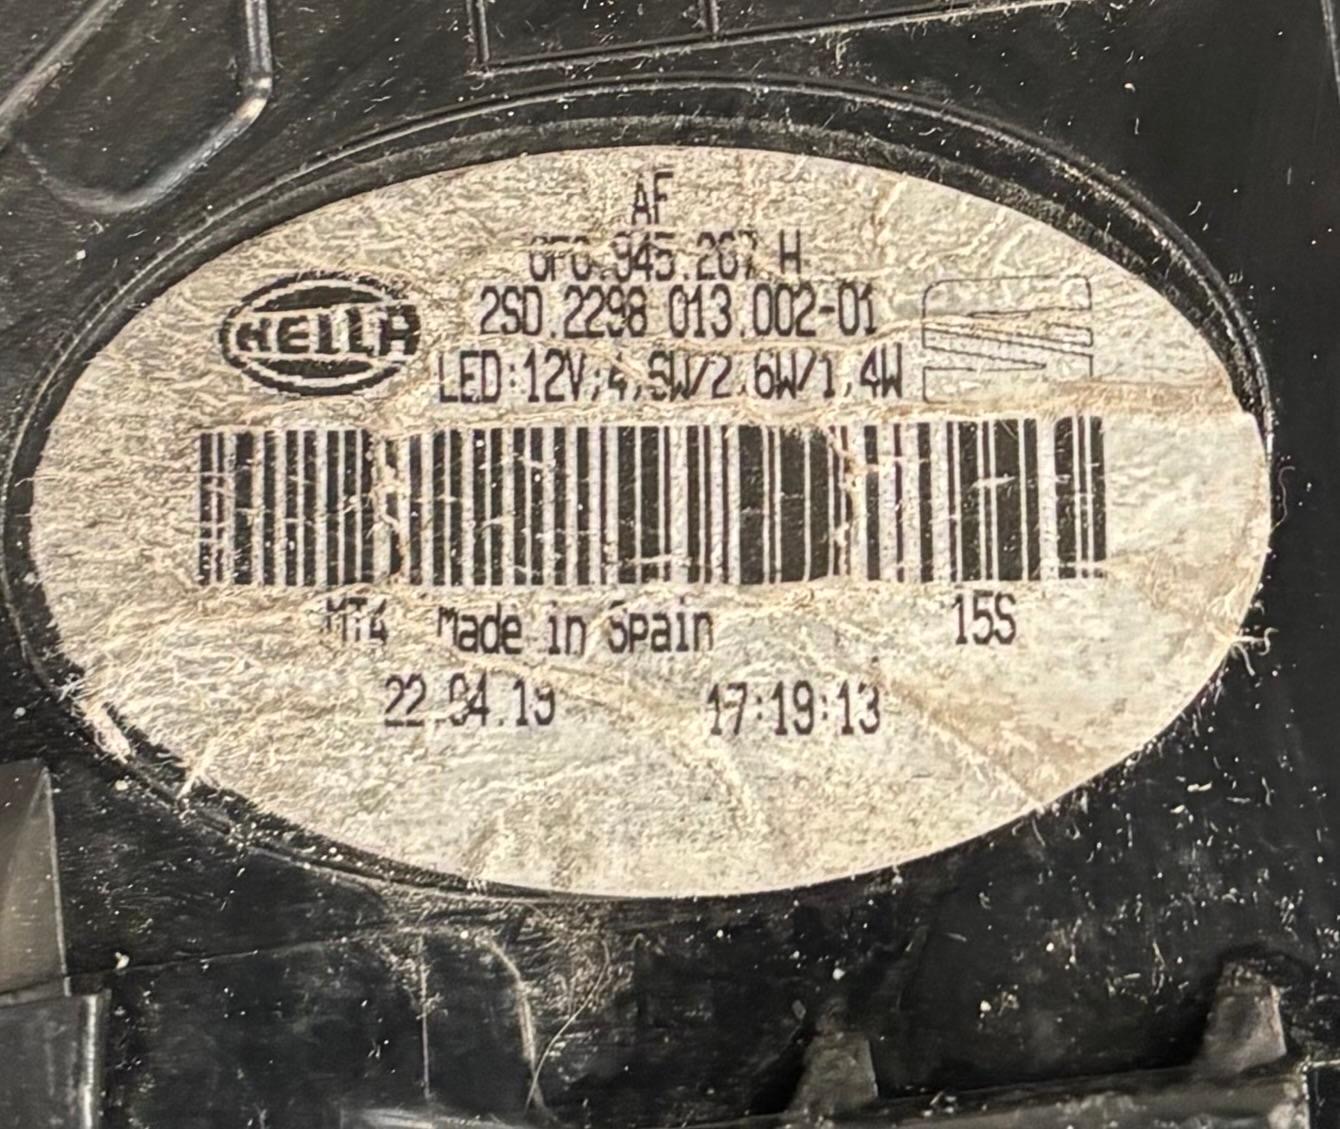 AF
6F0.945.207 H
HELLA
2SD.2298 013.002-01
LED:12V;4,5W/2.6W/1,4W
MT4 Made in Spain 15S
22.04.19 17:19:13